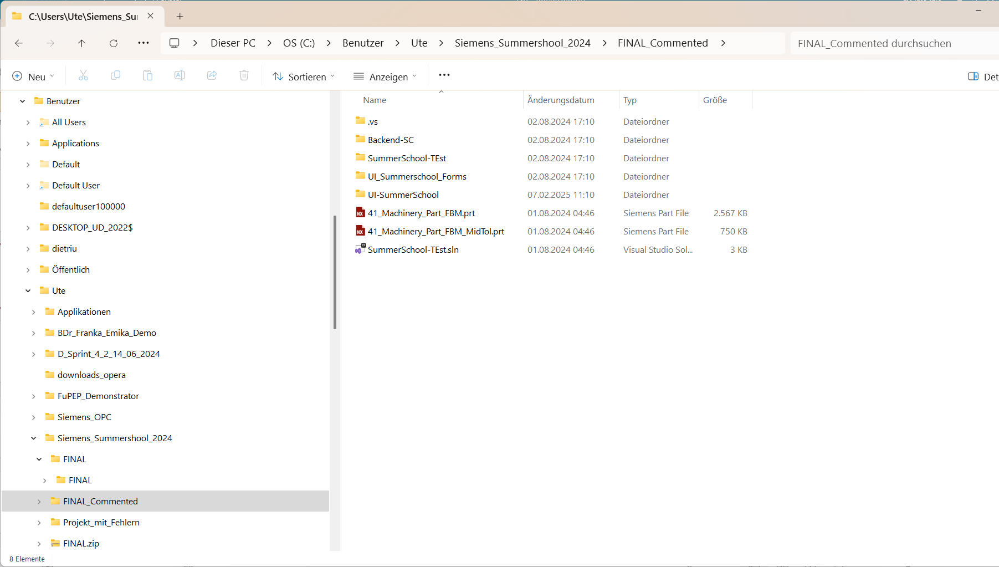 C:\Users\Ute\Siemens_Su
Dieser PC > OS (C:) > Benutzer > Ute > Siemens_Summershool_2024 > FINAL_Commented >
FINAL_Commented durchsuchen
Neu
Sortieren
Anzeigen
Det
Benutzer
All Users
Applications
Default
Default User
defaultuser100000
DESKTOP_UD_2022$
dietriu
Öffentlich
Ute
Applikationen
BDr_Franka_Emika_Demo
D_Sprint_4_2_14_06_2024
downloads_opera
FuPEP_Demonstrator
Siemens_OPC
Siemens_Summershool_2024
FINAL
FINAL
FINAL_Commented
Projekt_mit_Fehlern
FINAL.zip
Name Änderungsdatum Typ Größe
.vs 02.08.2024 17:10 Dateiordner
Backend-SC 02.08.2024 17:10 Dateiordner
SummerSchool-TEst 02.08.2024 17:10 Dateiordner
UI_Summerschool_Forms 02.08.2024 17:10 Dateiordner
UI-SummerSchool 07.02.2025 11:10 Dateiordner
NX 41_Machinery_Part_FBM.prt 01.08.2024 04:46 Siemens Part File 2.567 KB
NX 41_Machinery_Part_FBM_MidTol.prt 01.08.2024 04:46 Siemens Part File 750 KB
SummerSchool-TEst.sln 01.08.2024 04:46 Visual Studio Sol... 3 KB
8 Elemente